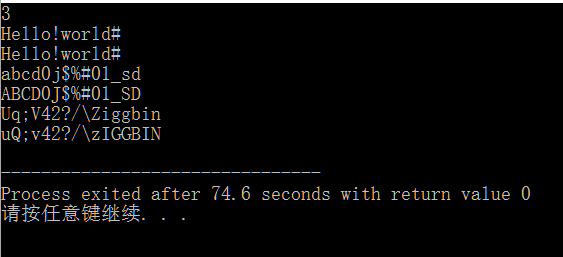 3
Hello!world#
Hello!world#
abcd0j$%#01_sd
ABCD0J$%#01_SD
Uq;V42?/\Ziggbin
uQ;v42?/\zIGGBIN
--------------------------------
Process exited after 74.6 seconds with return value 0
请按任意键继续. . .